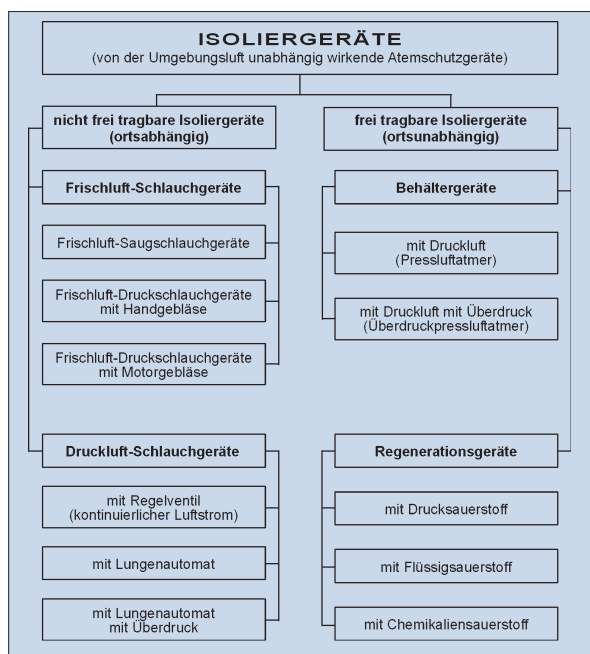 ISOLIERGERÄTE
(von der Umgebungsluft unabhängig wirkende Atemschutzgeräte)
nicht frei tragbare Isoliergeräte
(ortsabhängig)
Frischluft-Schlauchgeräte
Frischluft-Saugschlauchgeräte
Frischluft-Druckschlauchgeräte
mit Handgebläse
Frischluft-Druckschlauchgeräte
mit Motorgebläse
Druckluft-Schlauchgeräte
mit Regelventil
(kontinuierlicher Luftstrom)
mit Lungenautomat
mit Lungenautomat
mit Überdruck
frei tragbare Isoliergeräte
(ortsunabhängig)
Behältergeräte
mit Druckluft
(Pressluftatmer)
mit Druckluft mit Überdruck
(Überdruckpressluftatmer)
Regenerationsgeräte
mit Drucksauerstoff
mit Flüssigsauerstoff
mit Chemikaliensauerstoff